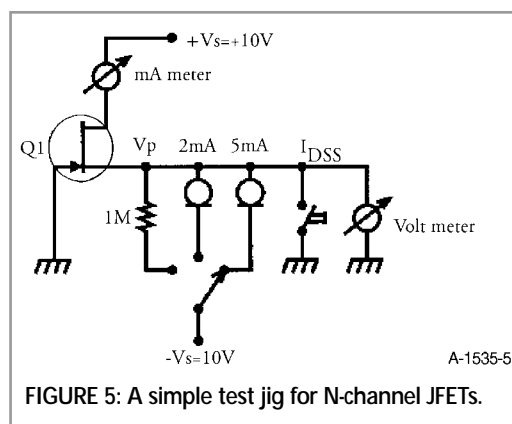 +Vs=+10V
mA meter
Q1
Vp 2mA 5mA I_DSS
1M
Volt meter
-Vs=10V
A-1535-5
FIGURE 5: A simple test jig for N-channel JFETs.